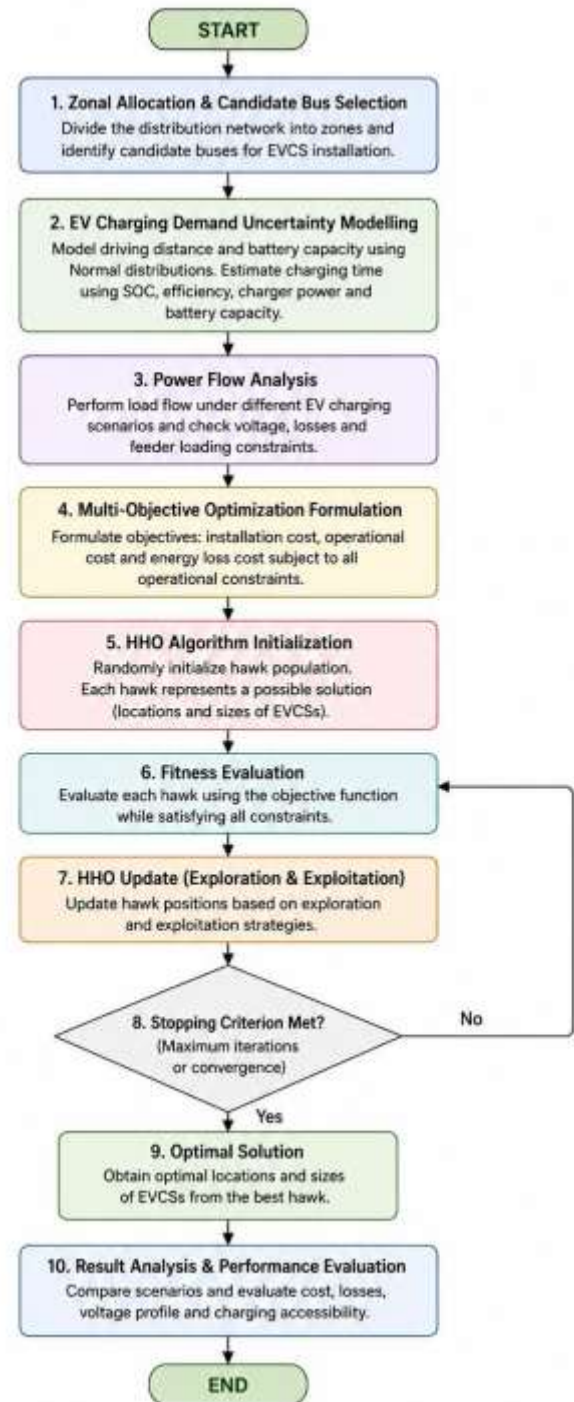 START
1. Zonal Allocation & Candidate Bus Selection
Divide the distribution network into zones and
identify candidate buses for EVCS installation.
2. EV Charging Demand Uncertainty Modelling
Model driving distance and battery capacity using
Normal distributions. Estimate charging time
using SOC, efficiency, charger power and
battery capacity.
3. Power Flow Analysis
Perform load flow under different EV charging
scenarios and check voltage, losses and
feeder loading constraints.
4. Multi-Objective Optimization Formulation
Formulate objectives: installation cost, operational
cost and energy loss cost subject to all
operational constraints.
5. HHO Algorithm Initialization
Randomly initialize hawk population.
Each hawk represents a possible solution
(locations and sizes of EVCSs).
6. Fitness Evaluation
Evaluate each hawk using the objective function
while satisfying all constraints.
7. HHO Update (Exploration & Exploitation)
Update hawk positions based on exploration
and exploitation strategies.
8. Stopping Criterion Met?
(Maximum iterations
or convergence)
No
Yes
9. Optimal Solution
Obtain optimal locations and sizes
of EVCSs from the best hawk.
10. Result Analysis & Performance Evaluation
Compare scenarios and evaluate cost, losses,
voltage profile and charging accessibility.
END